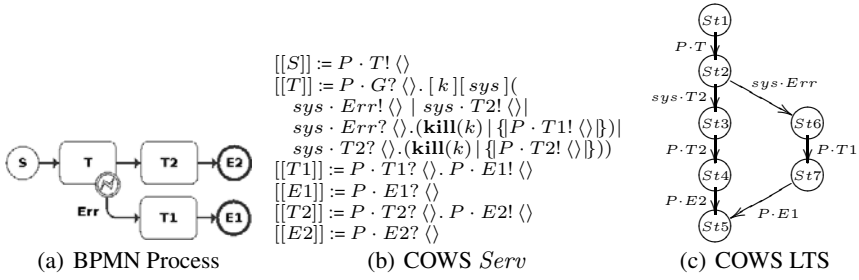 S
T
T2
E2
Err
T1
E1
(a) BPMN Process
[[S]] := P · T! ⟨⟩
[[T]] := P · G? ⟨⟩. [ k ][ sys ](
sys · Err! ⟨⟩ | sys · T2! ⟨⟩|
sys · Err? ⟨⟩.(kill(k) | {|P · T1! ⟨⟩|})|
sys · T2? ⟨⟩.(kill(k) | {|P · T2! ⟨⟩|}))
[[T1]] := P · T1? ⟨⟩. P · E1! ⟨⟩
[[E1]] := P · E1? ⟨⟩
[[T2]] := P · T2? ⟨⟩. P · E2! ⟨⟩
[[E2]] := P · E2? ⟨⟩
(b) COWS Serv
St1
P·T
St2
sys·Err
sys·T2
St3
St6
P·T2
P·T1
St4
St7
P·E2
P·E1
St5
(c) COWS LTS